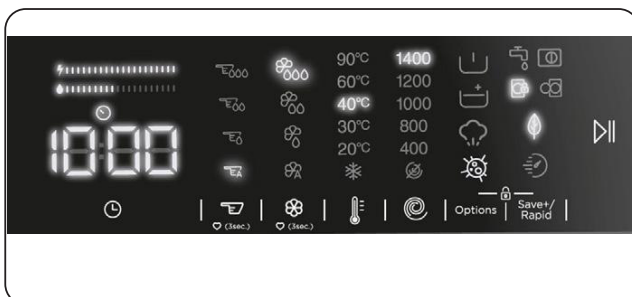 10:00
90°C
60°C
40°C
30°C
20°C
1400
1200
1000
800
400
A
A
(3sec.)
(3sec.)
Options
Save+/
Rapid